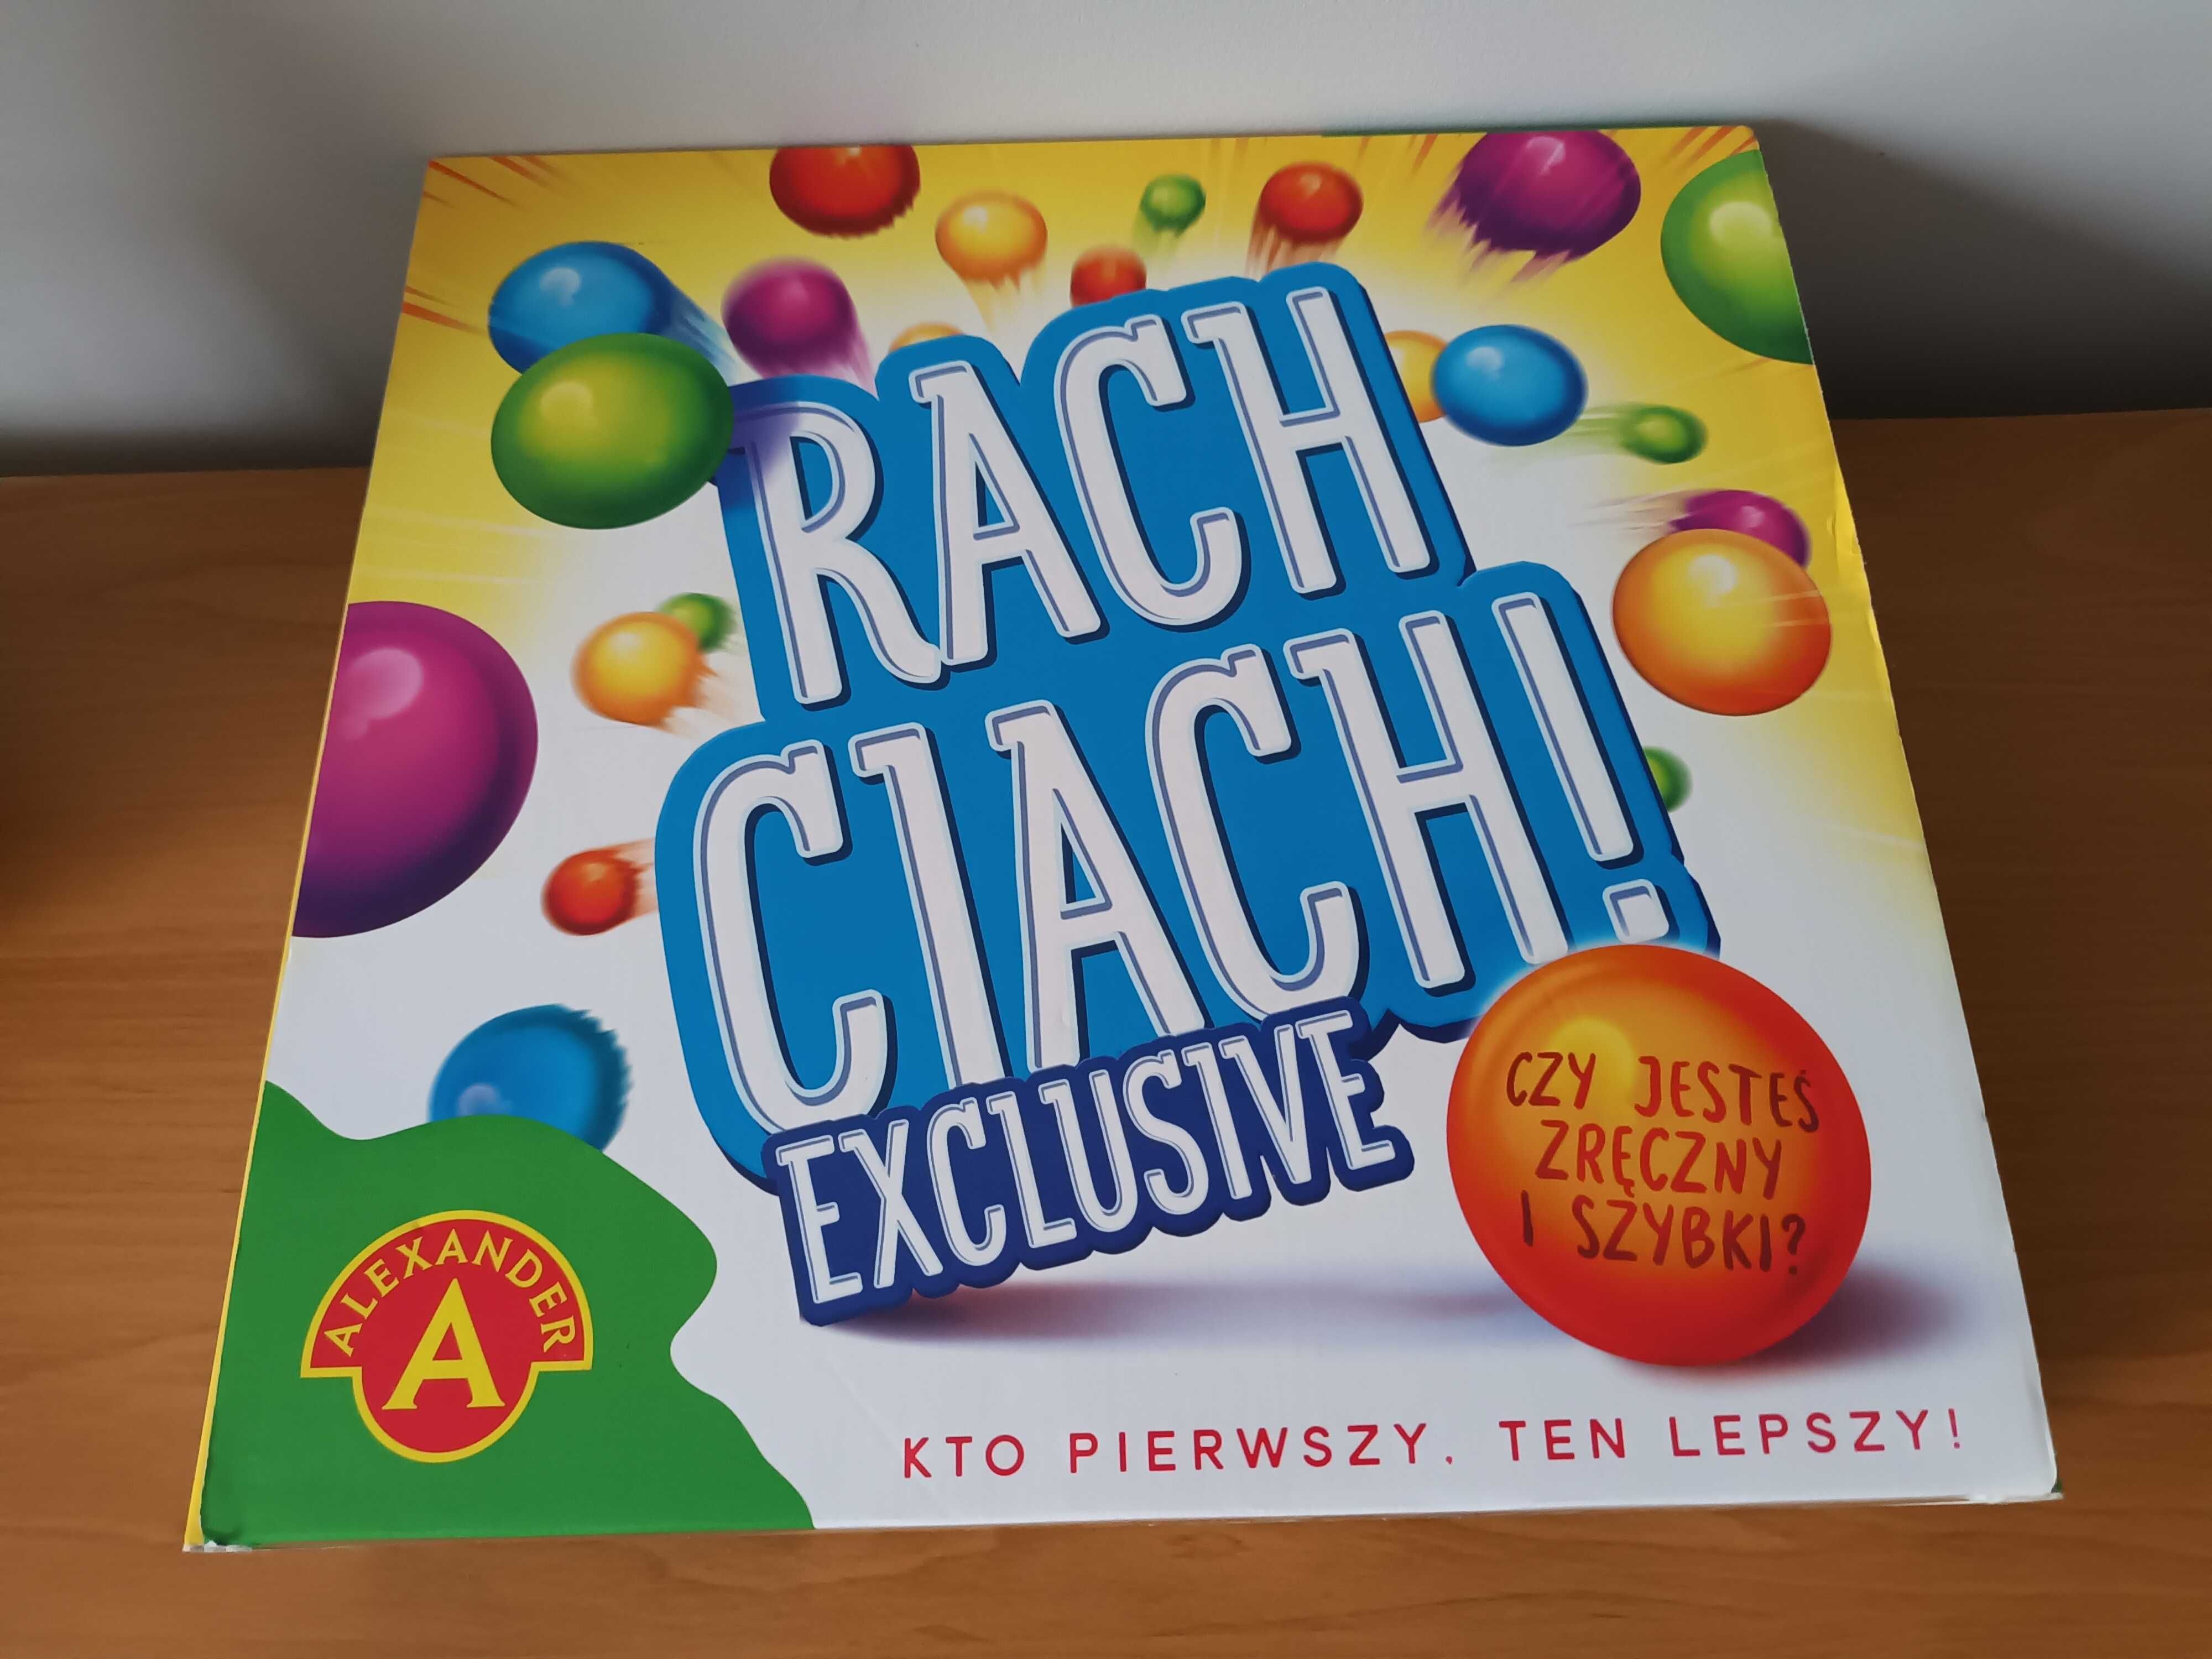 RACH
CIACH!
EXCLUSIVE
CZY JESTEŚ
ZRĘCZNY
I SZYBKI?
ALEXANDER
A
KTO PIERWSZY, TEN LEPSZY!